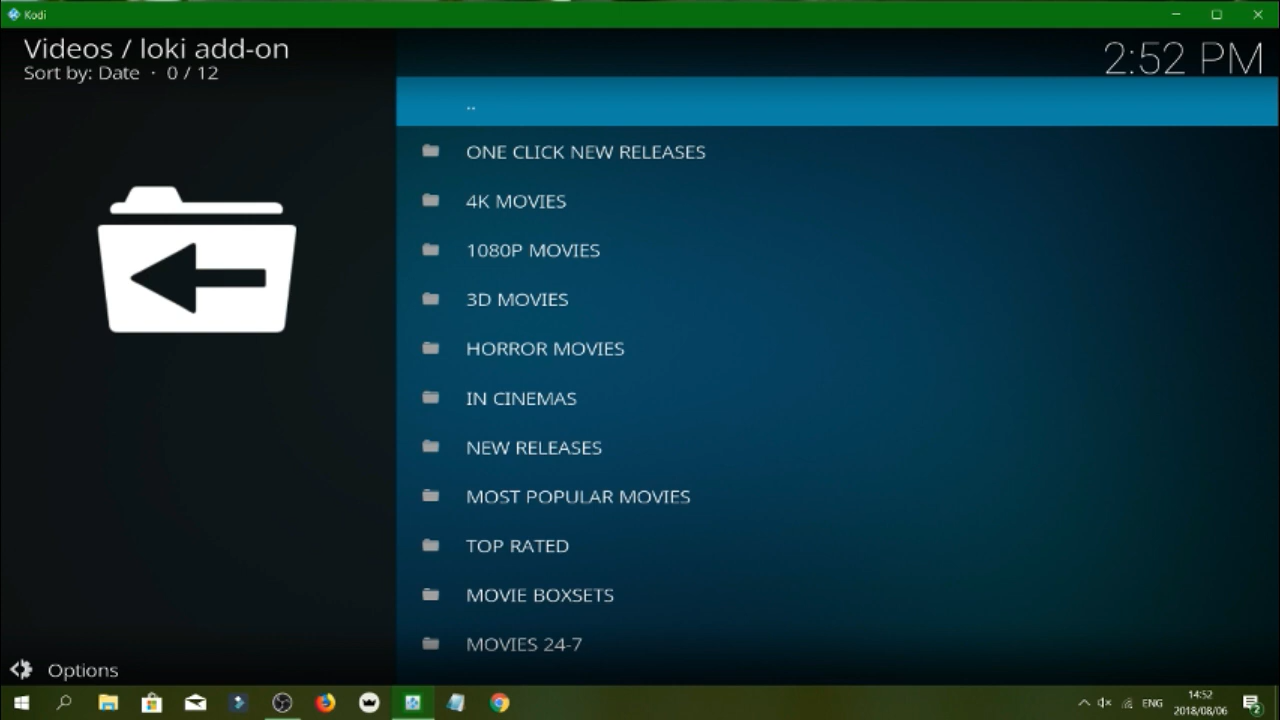 Kodi
Videos / loki add-on
Sort by: Date · 0 / 12
2:52 PM
..
ONE CLICK NEW RELEASES
4K MOVIES
1080P MOVIES
3D MOVIES
HORROR MOVIES
IN CINEMAS
NEW RELEASES
MOST POPULAR MOVIES
TOP RATED
MOVIE BOXSETS
MOVIES 24-7
Options
ENG
14:52
2018/08/06
2